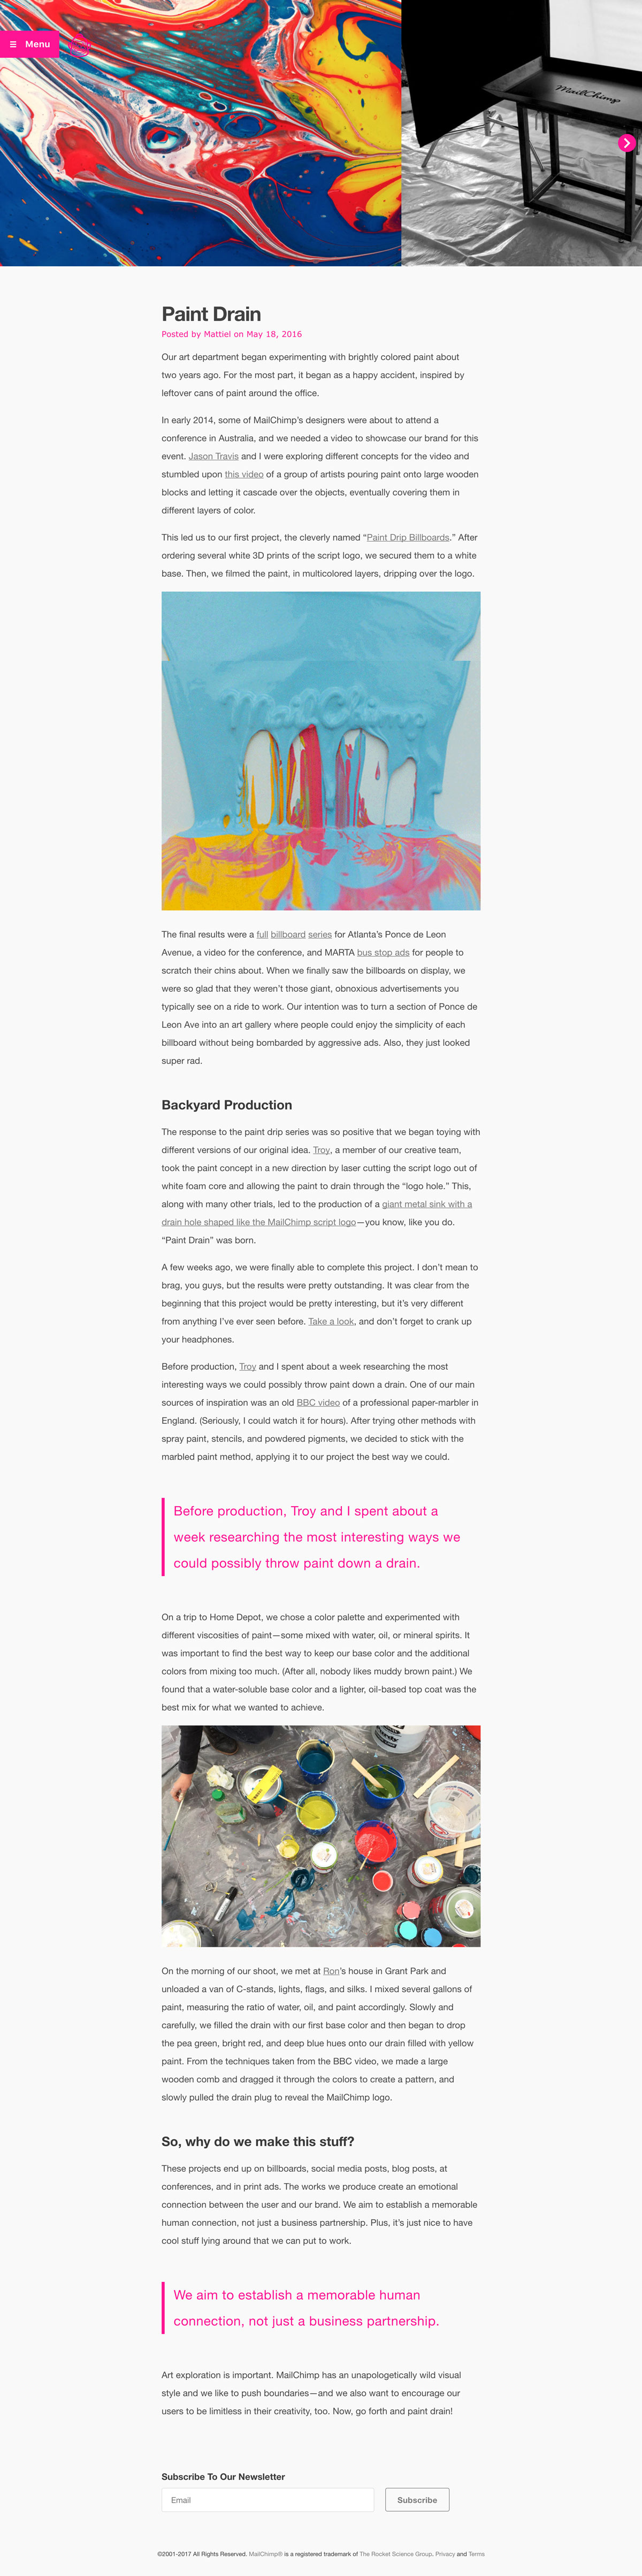 Menu
MailChimp
Paint Drain
Posted by Mattiel on May 18, 2016
Our art department began experimenting with brightly colored paint about
two years ago. For the most part, it began as a happy accident, inspired by
leftover cans of paint around the office.
In early 2014, some of MailChimp’s designers were about to attend a
conference in Australia, and we needed a video to showcase our brand for this
event. Jason Travis and I were exploring different concepts for the video and
stumbled upon this video of a group of artists pouring paint onto large wooden
blocks and letting it cascade over the objects, eventually covering them in
different layers of color.
This led us to our first project, the cleverly named “Paint Drip Billboards.” After
ordering several white 3D prints of the script logo, we secured them to a white
base. Then, we filmed the paint, in multicolored layers, dripping over the logo.
MailChimp
The final results were a full billboard series for Atlanta’s Ponce de Leon
Avenue, a video for the conference, and MARTA bus stop ads for people to
scratch their chins about. When we finally saw the billboards on display, we
were so glad that they weren’t those giant, obnoxious advertisements you
typically see on a ride to work. Our intention was to turn a section of Ponce de
Leon Ave into an art gallery where people could enjoy the simplicity of each
billboard without being bombarded by aggressive ads. Also, they just looked
super rad.
Backyard Production
The response to the paint drip series was so positive that we began toying with
different versions of our original idea. Troy, a member of our creative team,
took the paint concept in a new direction by laser cutting the script logo out of
white foam core and allowing the paint to drain through the “logo hole.” This,
along with many other trials, led to the production of a giant metal sink with a
drain hole shaped like the MailChimp script logo—you know, like you do.
“Paint Drain” was born.
A few weeks ago, we were finally able to complete this project. I don’t mean to
brag, you guys, but the results were pretty outstanding. It was clear from the
beginning that this project would be pretty interesting, but it’s very different
from anything I’ve ever seen before. Take a look, and don’t forget to crank up
your headphones.
Before production, Troy and I spent about a week researching the most
interesting ways we could possibly throw paint down a drain. One of our main
sources of inspiration was an old BBC video of a professional paper-marbler in
England. (Seriously, I could watch it for hours). After trying other methods with
spray paint, stencils, and powdered pigments, we decided to stick with the
marbled paint method, applying it to our project the best way we could.
Before production, Troy and I spent about a
week researching the most interesting ways we
could possibly throw paint down a drain.
On a trip to Home Depot, we chose a color palette and experimented with
different viscosities of paint—some mixed with water, oil, or mineral spirits. It
was important to find the best way to keep our base color and the additional
colors from mixing too much. (After all, nobody likes muddy brown paint.) We
found that a water-soluble base color and a lighter, oil-based top coat was the
best mix for what we wanted to achieve.
On the morning of our shoot, we met at Ron’s house in Grant Park and
unloaded a van of C-stands, lights, flags, and silks. I mixed several gallons of
paint, measuring the ratio of water, oil, and paint accordingly. Slowly and
carefully, we filled the drain with our first base color and then began to drop
the pea green, bright red, and deep blue hues onto our drain filled with yellow
paint. From the techniques taken from the BBC video, we made a large
wooden comb and dragged it through the colors to create a pattern, and
slowly pulled the drain plug to reveal the MailChimp logo.
So, why do we make this stuff?
These projects end up on billboards, social media posts, blog posts, at
conferences, and in print ads. The works we produce create an emotional
connection between the user and our brand. We aim to establish a memorable
human connection, not just a business partnership. Plus, it’s just nice to have
cool stuff lying around that we can put to work.
We aim to establish a memorable human
connection, not just a business partnership.
Art exploration is important. MailChimp has an unapologetically wild visual
style and we like to push boundaries—and we also want to encourage our
users to be limitless in their creativity, too. Now, go forth and paint drain!
Subscribe To Our Newsletter
Email
Subscribe
©2001-2017 All Rights Reserved. MailChimp® is a registered trademark of The Rocket Science Group. Privacy and Terms